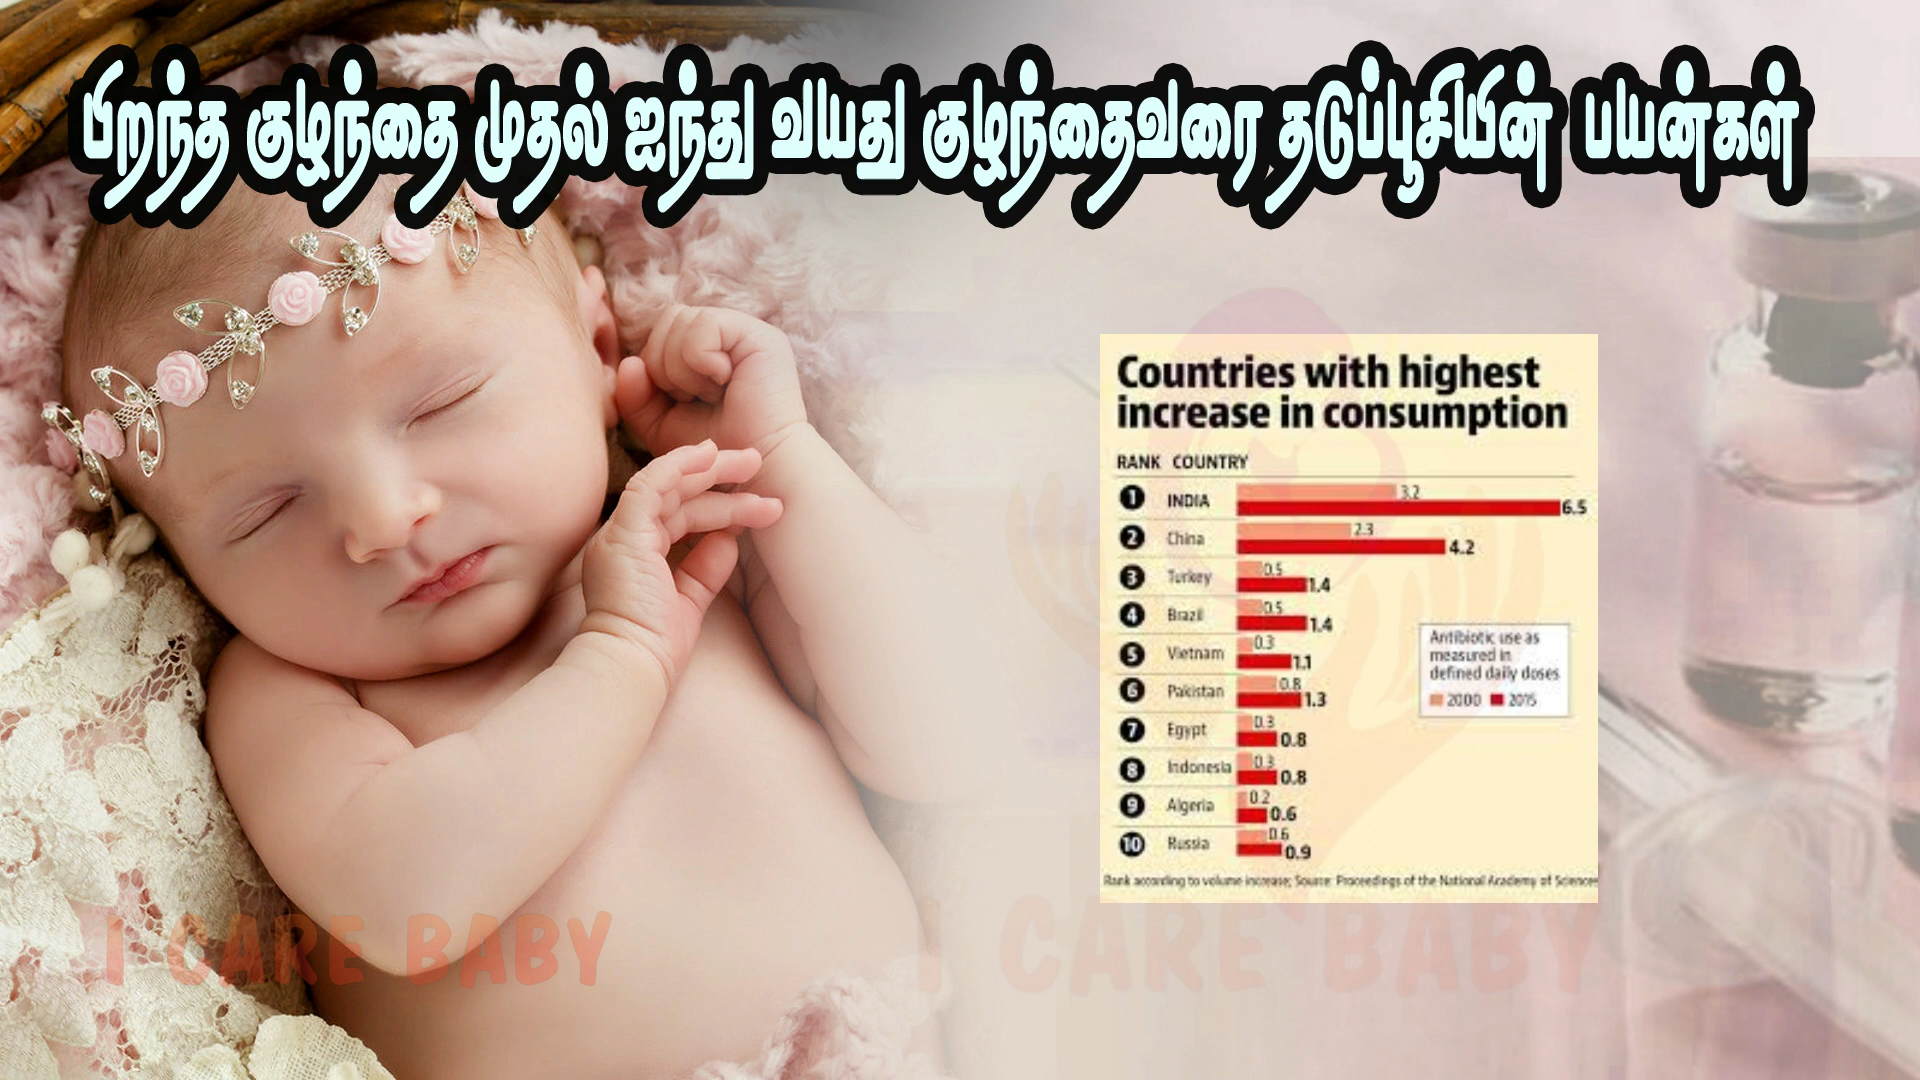 பிறந்த குழந்தை முதல் ஐந்து வயது குழந்தைவரை தடுப்பூசியின் பயன்கள்
Countries with highest
increase in consumption
RANK COUNTRY
1 INDIA 3.2 6.5
2 China 2.3 4.2
3 Turkey 0.5 1.4
4 Brazil 0.5 1.4
5 Vietnam 0.3 1.1
6 Pakistan 0.8 1.3
7 Egypt 0.3 0.8
8 Indonesia 0.3 0.8
9 Algeria 0.2 0.6
10 Russia 0.6 0.9
Antibiotic use as
measured in
defined daily doses
2000 2015
Rank according to volume increase; Source: Proceedings of the National Academy of Sciences
I CARE BABY
I CARE BABY